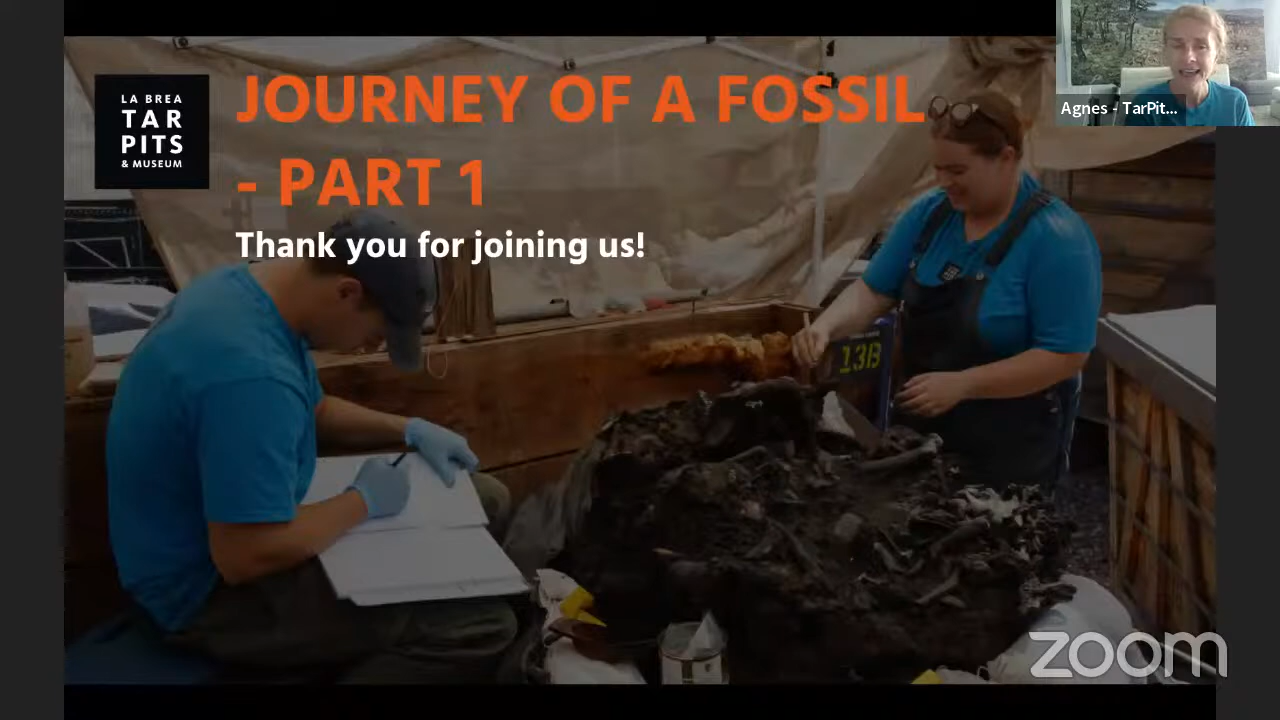 LA BREA
TAR
PITS
& MUSEUM
JOURNEY OF A FOSSIL
- PART 1
Thank you for joining us!
Agnes - TarPit...
13B
zoom